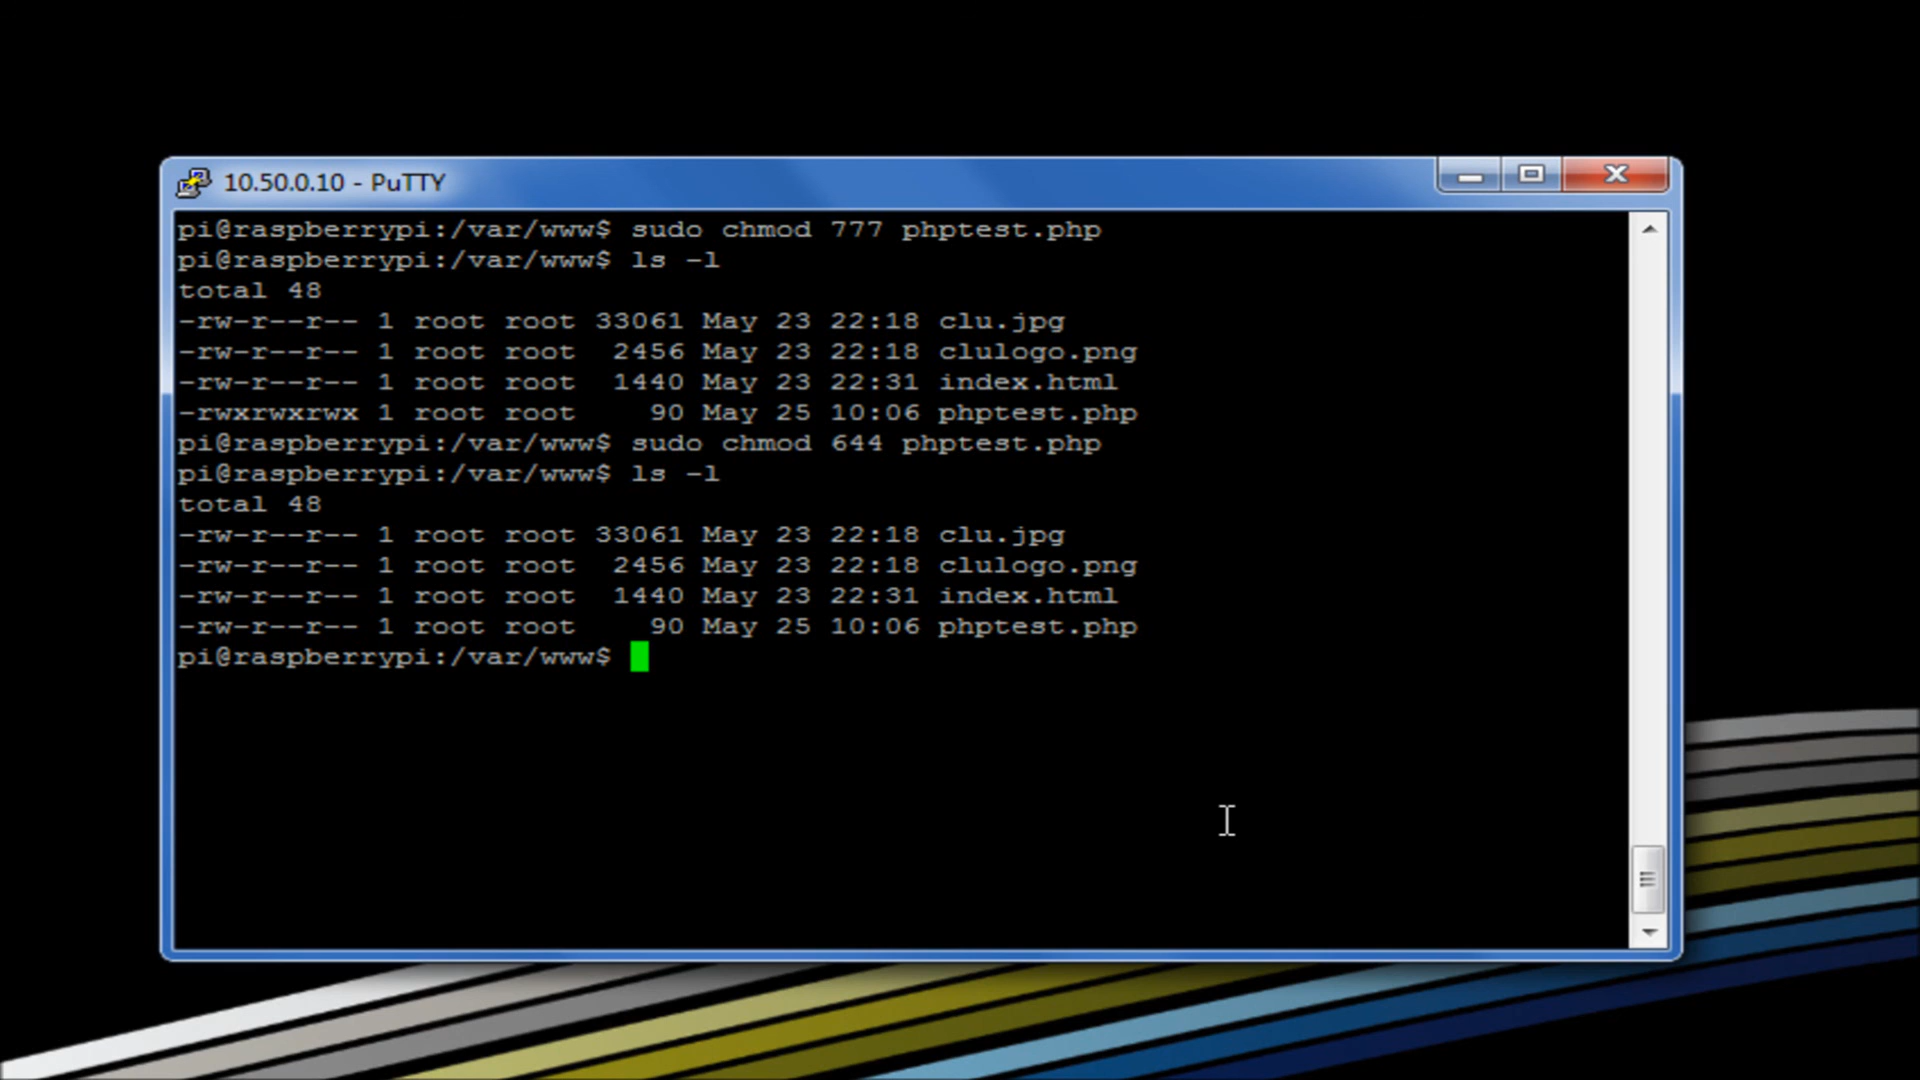 10.50.0.10 - PuTTY
pi@raspberrypi:/var/www$ sudo chmod 777 phptest.php
pi@raspberrypi:/var/www$ ls -l
total 48
-rw-r--r-- 1 root root 33061 May 23 22:18 clu.jpg
-rw-r--r-- 1 root root  2456 May 23 22:18 clulogo.png
-rw-r--r-- 1 root root  1440 May 23 22:31 index.html
-rwxrwxrwx 1 root root    90 May 25 10:06 phptest.php
pi@raspberrypi:/var/www$ sudo chmod 644 phptest.php
pi@raspberrypi:/var/www$ ls -l
total 48
-rw-r--r-- 1 root root 33061 May 23 22:18 clu.jpg
-rw-r--r-- 1 root root  2456 May 23 22:18 clulogo.png
-rw-r--r-- 1 root root  1440 May 23 22:31 index.html
-rw-r--r-- 1 root root    90 May 25 10:06 phptest.php
pi@raspberrypi:/var/www$